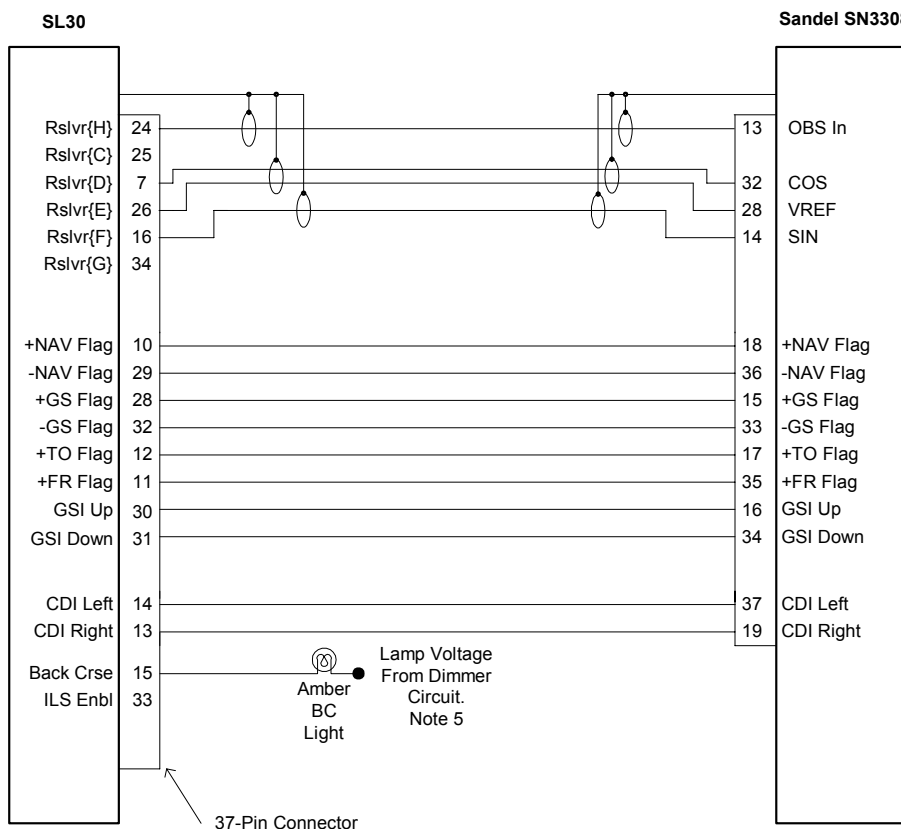 SL30
Sandel SN3308
Rslvr{H} 24 13 OBS In
Rslvr{C} 25
Rslvr{D} 7 32 COS
Rslvr{E} 26 28 VREF
Rslvr{F} 16 14 SIN
Rslvr{G} 34
+NAV Flag 10 18 +NAV Flag
-NAV Flag 29 36 -NAV Flag
+GS Flag 28 15 +GS Flag
-GS Flag 32 33 -GS Flag
+TO Flag 12 17 +TO Flag
+FR Flag 11 35 +FR Flag
GSI Up 30 16 GSI Up
GSI Down 31 34 GSI Down
CDI Left 14 37 CDI Left
CDI Right 13 19 CDI Right
Back Crse 15
ILS Enbl 33
Amber
BC
Light
Lamp Voltage
From Dimmer
Circuit.
Note 5
37-Pin Connector